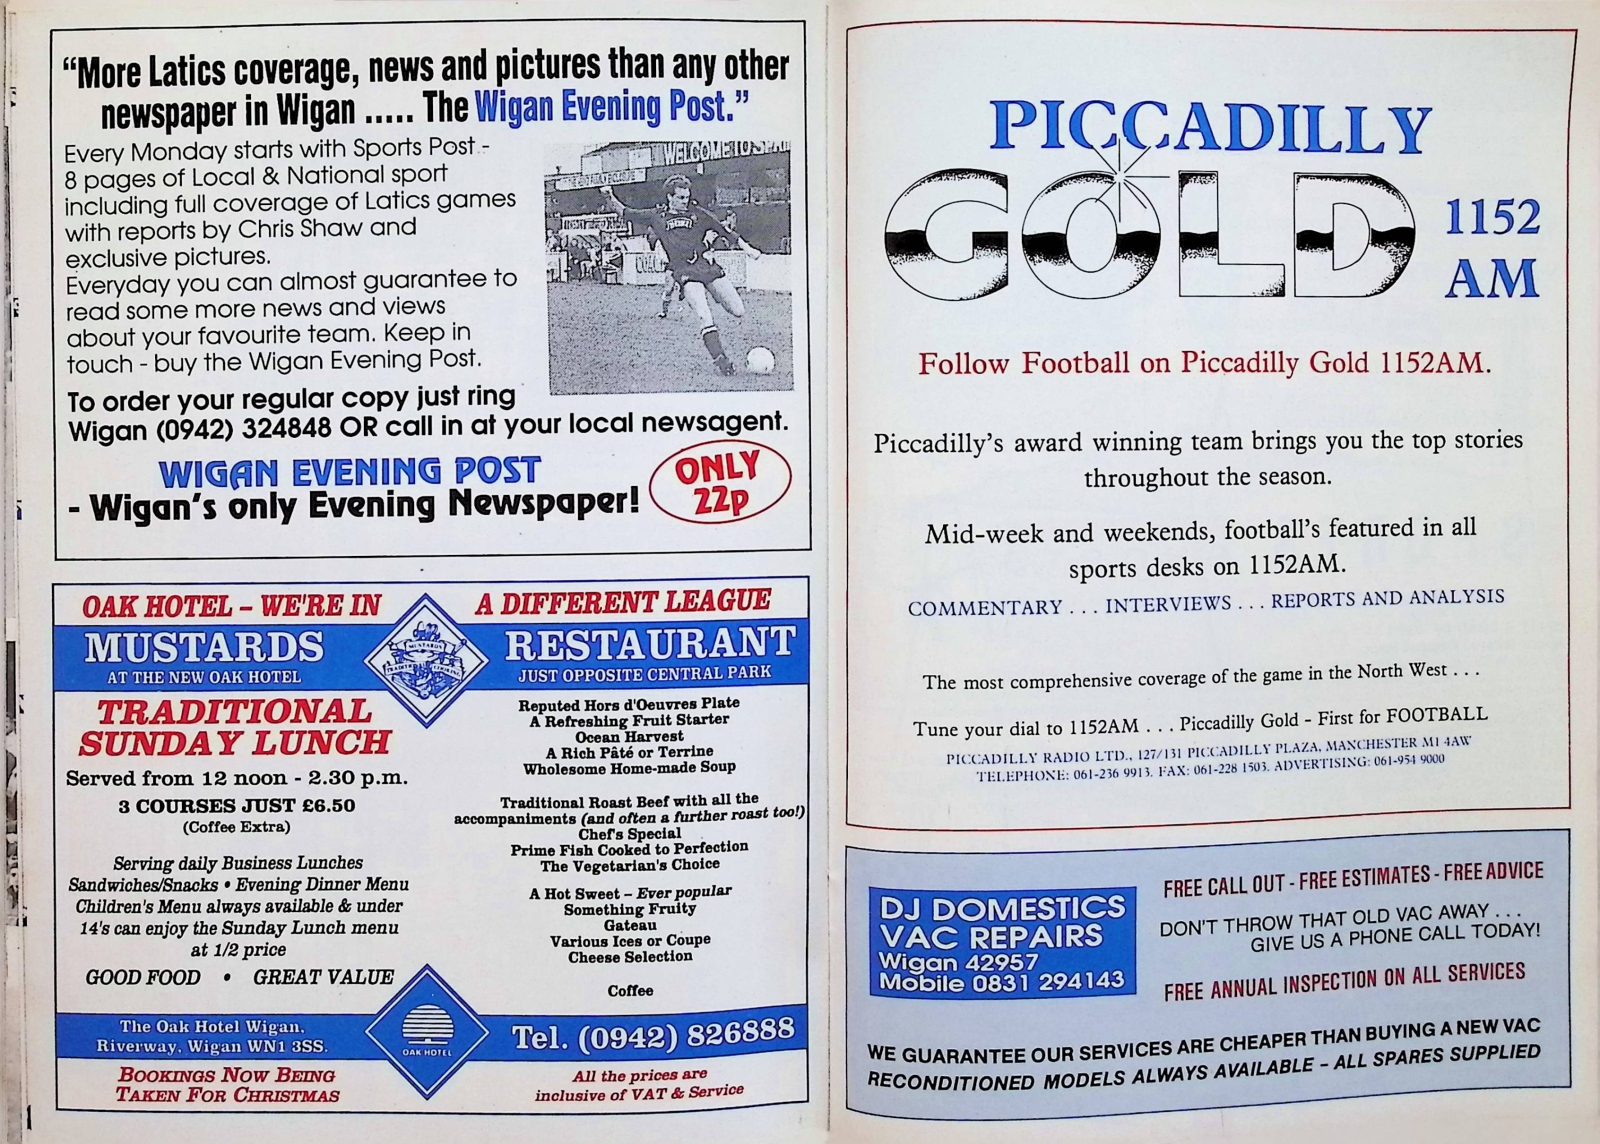 “More Latics coverage, news and pictures than any other
newspaper in Wigan ..... The Wigan Evening Post.”
Every Monday starts with Sports Post -
8 pages of Local & National sport
including full coverage of Latics games
with reports by Chris Shaw and
exclusive pictures.
Everyday you can almost guarantee to
read some more news and views
about your favourite team. Keep in
touch - buy the Wigan Evening Post.
WELCOME TO
To order your regular copy just ring
Wigan (0942) 324848 OR call in at your local newsagent.
WIGAN EVENING POST
- Wigan's only Evening Newspaper!
ONLY
22p
OAK HOTEL – WE'RE IN A DIFFERENT LEAGUE
MUSTARDS RESTAURANT
AT THE NEW OAK HOTEL JUST OPPOSITE CENTRAL PARK
MUSTARDS
TRADITIONAL COOKING
TRADITIONAL
SUNDAY LUNCH
Served from 12 noon - 2.30 p.m.
3 COURSES JUST £6.50
(Coffee Extra)
Serving daily Business Lunches
Sandwiches/Snacks • Evening Dinner Menu
Children's Menu always available & under
14's can enjoy the Sunday Lunch menu
at 1/2 price
GOOD FOOD • GREAT VALUE
Reputed Hors d'Oeuvres Plate
A Refreshing Fruit Starter
Ocean Harvest
A Rich Pâté or Terrine
Wholesome Home-made Soup
Traditional Roast Beef with all the
accompaniments (and often a further roast too!)
Chef's Special
Prime Fish Cooked to Perfection
The Vegetarian's Choice
A Hot Sweet – Ever popular
Something Fruity
Gateau
Various Ices or Coupe
Cheese Selection
Coffee
The Oak Hotel Wigan,
Riverway, Wigan WN1 3SS.
OAK HOTEL
Tel. (0942) 826888
BOOKINGS NOW BEING
TAKEN FOR CHRISTMAS
All the prices are
inclusive of VAT & Service
PICCADILLY
GOLD
1152
AM
Follow Football on Piccadilly Gold 1152AM.
Piccadilly's award winning team brings you the top stories
throughout the season.
Mid-week and weekends, football's featured in all
sports desks on 1152AM.
COMMENTARY . . . INTERVIEWS . . . REPORTS AND ANALYSIS
The most comprehensive coverage of the game in the North West . . .
Tune your dial to 1152AM . . . Piccadilly Gold - First for FOOTBALL
PICCADILLY RADIO LTD., 127/131 PICCADILLY PLAZA, MANCHESTER M1 4AW
TELEPHONE: 061-236 9913. FAX: 061-228 1503. ADVERTISING: 061-954 9000
DJ DOMESTICS
VAC REPAIRS
Wigan 42957
Mobile 0831 294143
FREE CALL OUT - FREE ESTIMATES - FREE ADVICE
DON'T THROW THAT OLD VAC AWAY . . .
GIVE US A PHONE CALL TODAY!
FREE ANNUAL INSPECTION ON ALL SERVICES
WE GUARANTEE OUR SERVICES ARE CHEAPER THAN BUYING A NEW VAC
RECONDITIONED MODELS ALWAYS AVAILABLE – ALL SPARES SUPPLIED